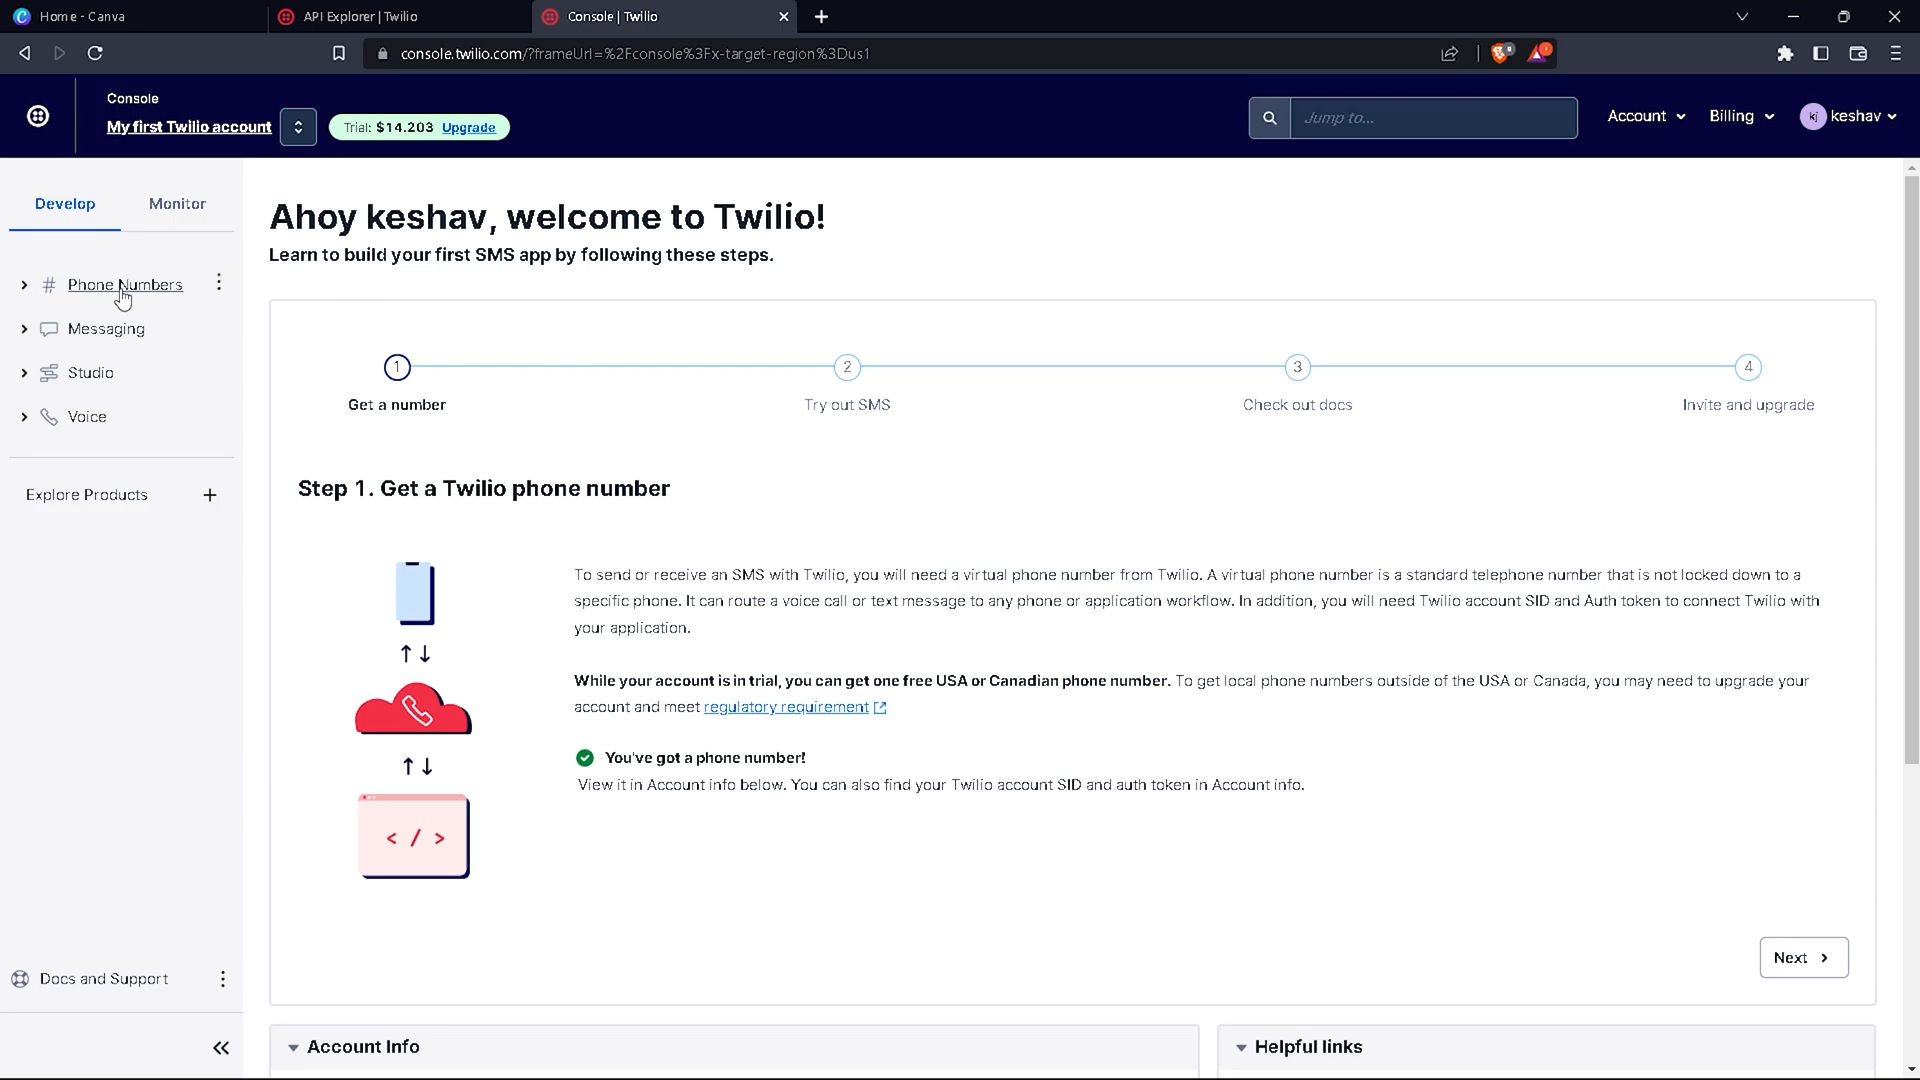 Home - Canva
API Explorer | Twilio
Console | Twilio
console.twilio.com/?frameUrl=%2Fconsole%3Fx-target-region%3Dus1
Console
My first Twilio account
Trial: $14.203 Upgrade
Jump to...
Account
Billing
kj
keshav
Develop
Monitor
# Phone Numbers
Messaging
Studio
Voice
Explore Products +
Docs and Support
Ahoy keshav, welcome to Twilio!
Learn to build your first SMS app by following these steps.
1
2
3
4
Get a number
Try out SMS
Check out docs
Invite and upgrade
Step 1. Get a Twilio phone number
To send or receive an SMS with Twilio, you will need a virtual phone number from Twilio. A virtual phone number is a standard telephone number that is not locked down to a
specific phone. It can route a voice call or text message to any phone or application workflow. In addition, you will need Twilio account SID and Auth token to connect Twilio with
your application.
While your account is in trial, you can get one free USA or Canadian phone number. To get local phone numbers outside of the USA or Canada, you may need to upgrade your
account and meet regulatory requirement
You've got a phone number!
View it in Account info below. You can also find your Twilio account SID and auth token in Account info.
< / >
Next
Account Info
Helpful links